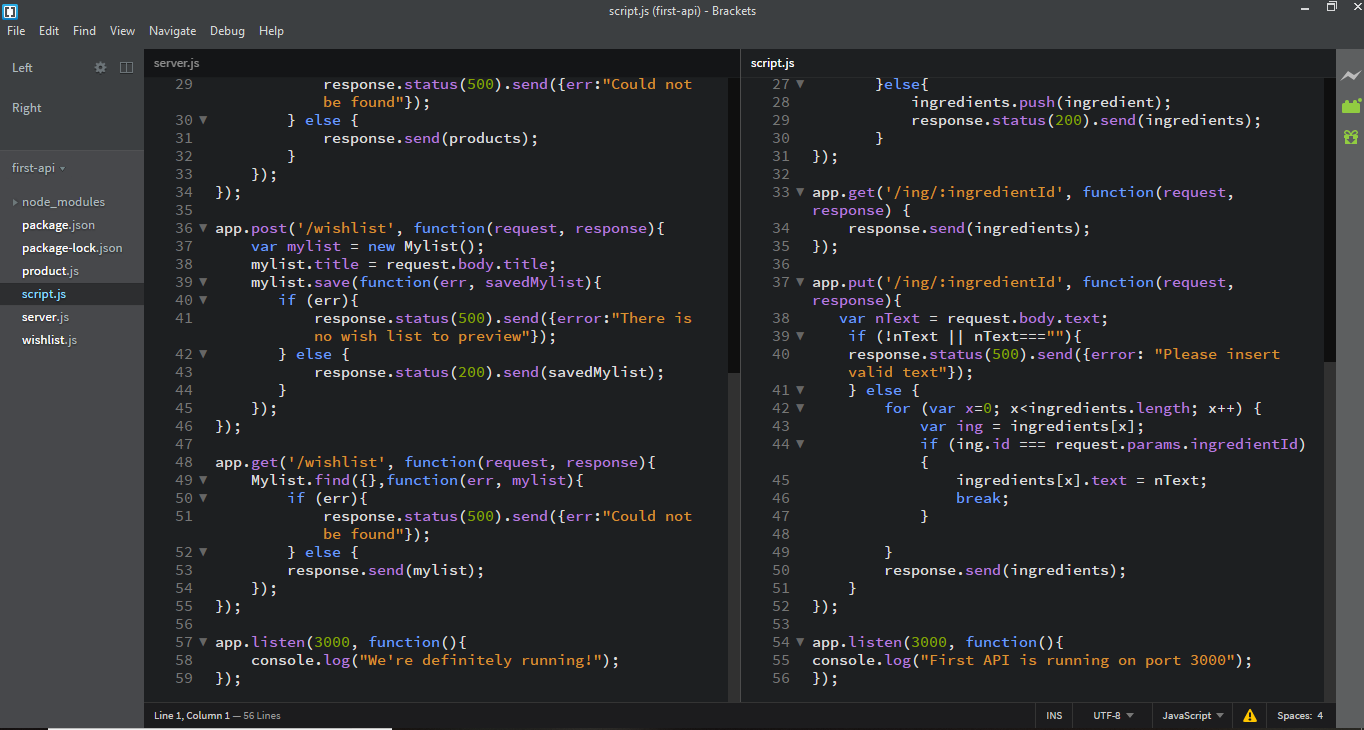 script.js (first-api) - Brackets
File Edit Find View Navigate Debug Help
Left
Right
first-api
node_modules
package.json
package-lock.json
product.js
script.js
server.js
wishlist.js
server.js
29 response.status(500).send({err:"Could not
be found"});
30 } else {
31 response.send(products);
32 }
33 });
34 });
35
36 app.post('/wishlist', function(request, response){
37 var mylist = new Mylist();
38 mylist.title = request.body.title;
39 mylist.save(function(err, savedMylist){
40 if (err){
41 response.status(500).send({error:"There is
no wish list to preview"});
42 } else {
43 response.status(200).send(savedMylist);
44 }
45 });
46 });
47
48 app.get('/wishlist', function(request, response){
49 Mylist.find({},function(err, mylist){
50 if (err){
51 response.status(500).send({err:"Could not
be found"});
52 } else {
53 response.send(mylist);
54 });
55 });
56
57 app.listen(3000, function(){
58 console.log("We're definitely running!");
59 });
script.js
27 }else{
28 ingredients.push(ingredient);
29 response.status(200).send(ingredients);
30 }
31 });
32
33 app.get('/ing/:ingredientId', function(request,
response) {
34 response.send(ingredients);
35 });
36
37 app.put('/ing/:ingredientId', function(request,
response){
38 var nText = request.body.text;
39 if (!nText || nText===""){
40 response.status(500).send({error: "Please insert
valid text"});
41 } else {
42 for (var x=0; x<ingredients.length; x++) {
43 var ing = ingredients[x];
44 if (ing.id === request.params.ingredientId)
{
45 ingredients[x].text = nText;
46 break;
47 }
48
49 }
50 response.send(ingredients);
51 }
52 });
53
54 app.listen(3000, function(){
55 console.log("First API is running on port 3000");
56 });
Line 1, Column 1 — 56 Lines
INS UTF-8 JavaScript Spaces: 4